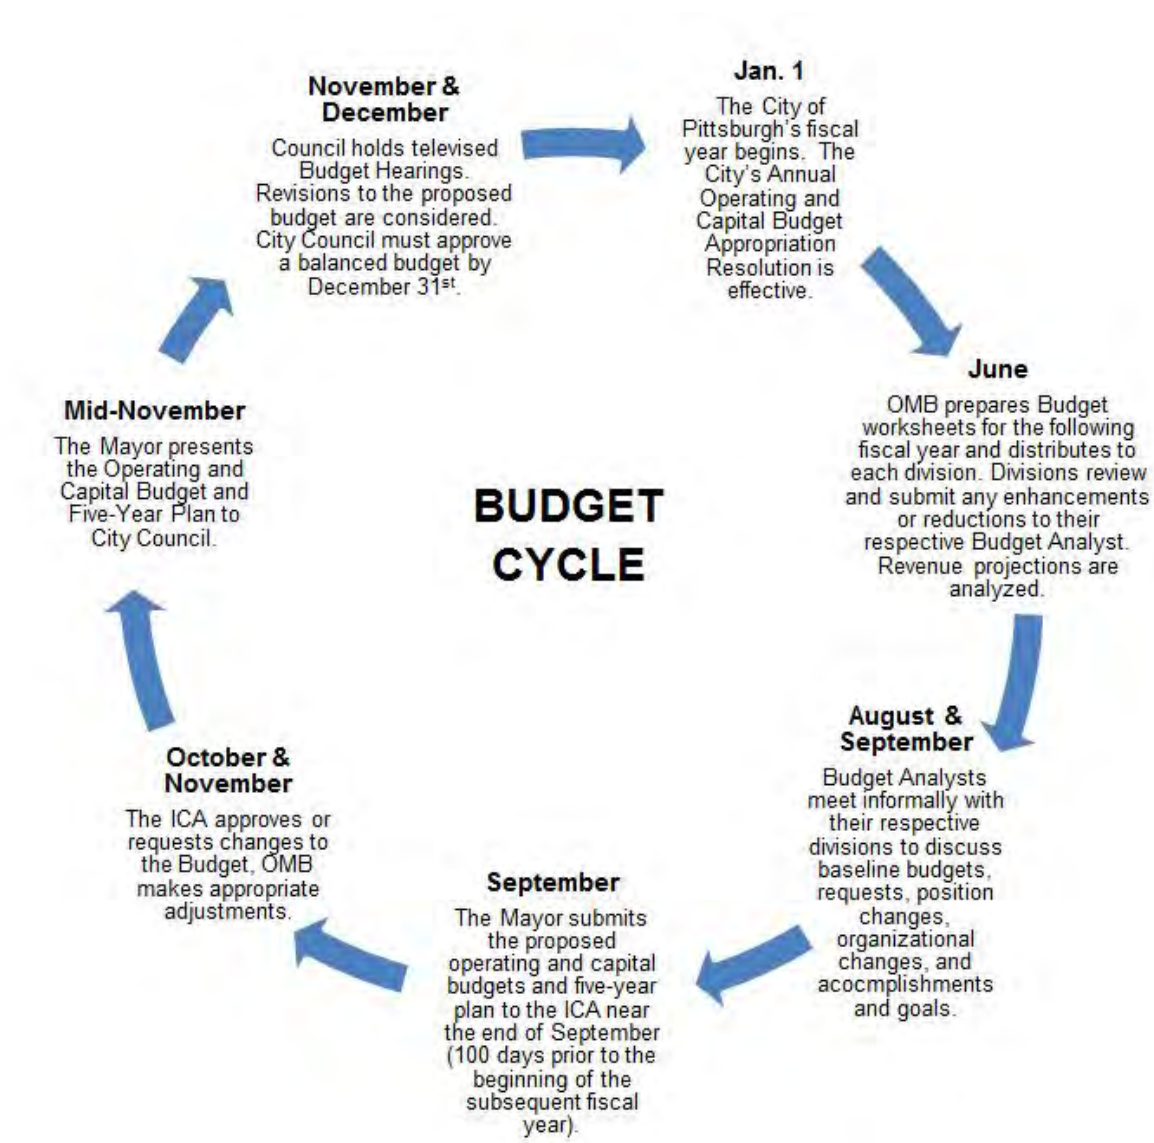 Jan. 1
The City of
Pittsburgh's fiscal
year begins. The
City's Annual
Operating and
Capital Budget
Appropriation
Resolution is
effective.
June
OMB prepares Budget
worksheets for the following
fiscal year and distributes to
each division. Divisions review
and submit any enhancements
or reductions to their
respective Budget Analyst.
Revenue projections are
analyzed.
August &
September
Budget Analysts
meet informally with
their respective
divisions to discuss
baseline budgets,
requests, position
changes,
organizational
changes, and
acocmplishments
and goals.
September
The Mayor submits
the proposed
operating and capital
budgets and five-year
plan to the ICA near
the end of September
(100 days prior to the
beginning of the
subsequent fiscal
year).
October &
November
The ICA approves or
requests changes to
the Budget, OMB
makes appropriate
adjustments.
Mid-November
The Mayor presents
the Operating and
Capital Budget and
Five-Year Plan to
City Council.
November &
December
Council holds televised
Budget Hearings.
Revisions to the proposed
budget are considered.
City Council must approve
a balanced budget by
December 31st.
BUDGET
CYCLE